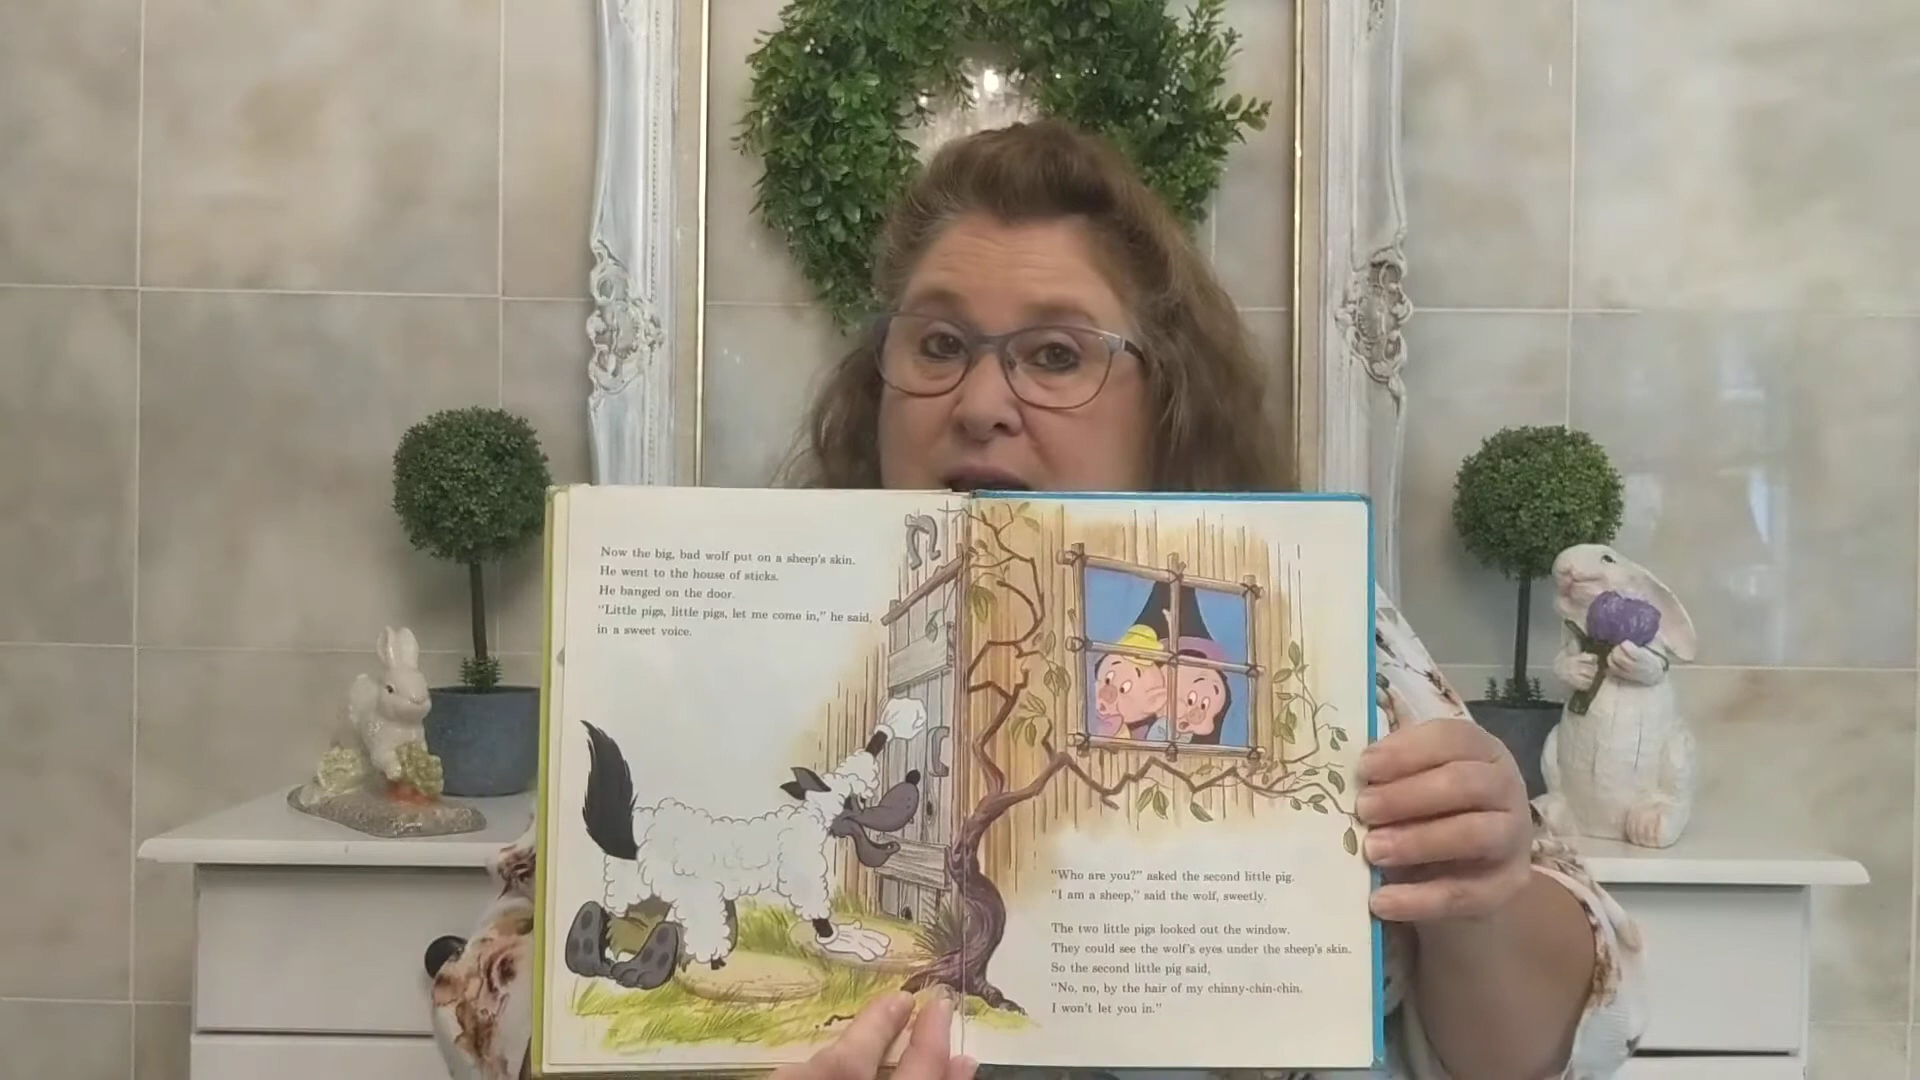 Now the big, bad wolf put on a sheep's skin.
He went to the house of sticks.
He banged on the door.
"Little pigs, little pigs, let me come in," he said,
in a sweet voice.
"Who are you?" asked the second little pig.
"I am a sheep," said the wolf, sweetly.
The two little pigs looked out the window.
They could see the wolf's eyes under the sheep's skin.
So the second little pig said,
"No, no, by the hair of my chinny-chin-chin.
I won't let you in."